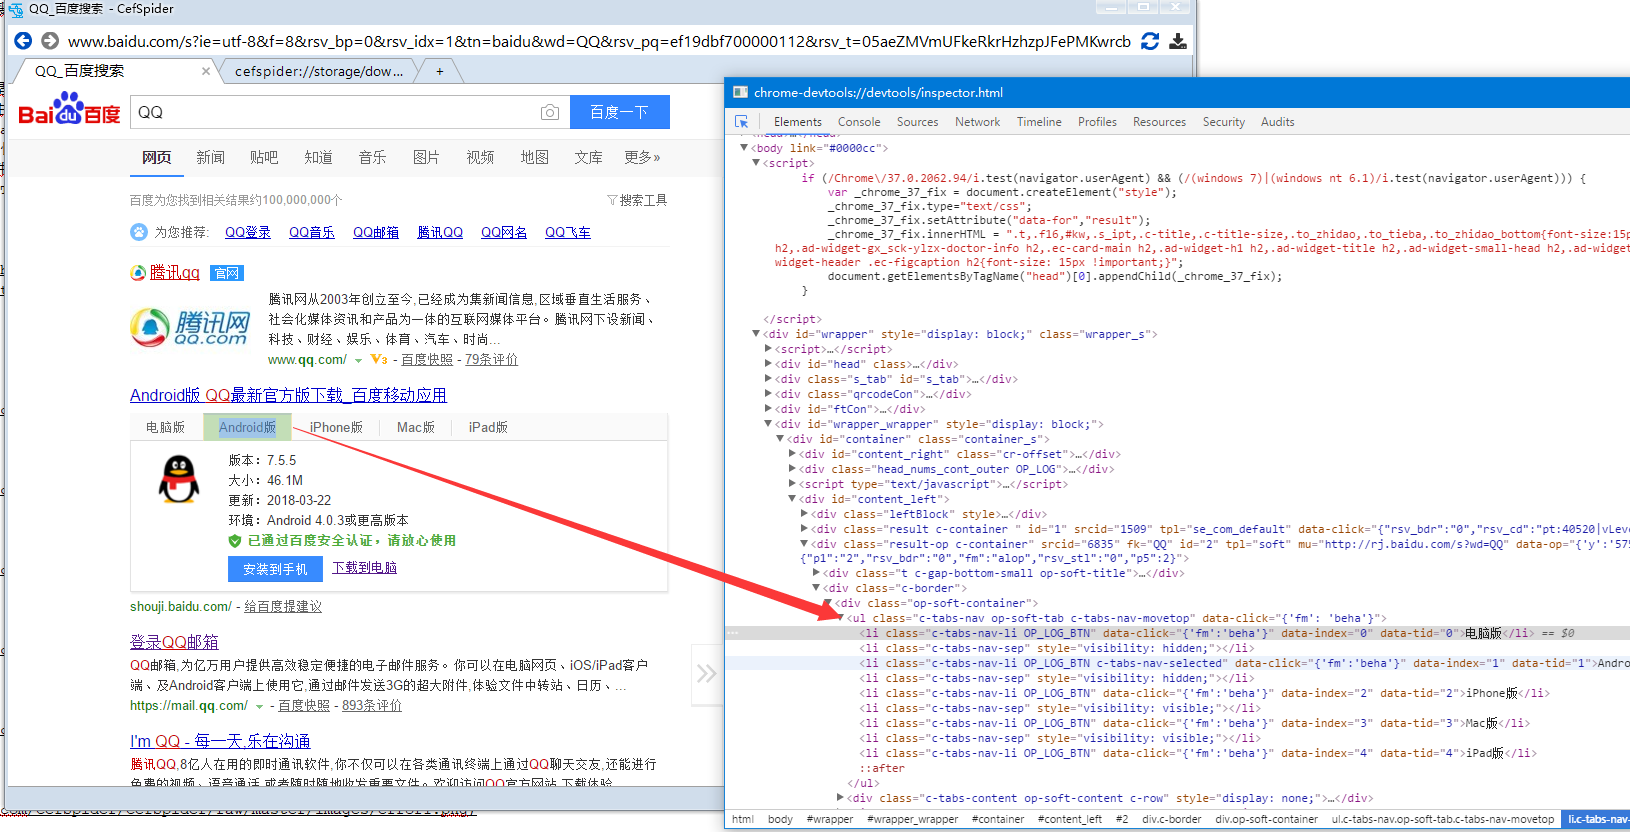 QQ_百度搜索 - CefSpider
www.baidu.com/s?ie=utf-8&f=8&rsv_bp=0&rsv_idx=1&tn=baidu&wd=QQ&rsv_pq=ef19dbf700000112&rsv_t=05aeZMVmUFkeRkrHzhzpJFePMKwrcb
QQ_百度搜索 × cefspider://storage/dow... +
Baidu百度 QQ 百度一下
网页 新闻 贴吧 知道 音乐 图片 视频 地图 文库 更多»
百度为您找到相关结果约100,000,000个 搜索工具
为您推荐: QQ登录 QQ音乐 QQ邮箱 腾讯QQ QQ网名 QQ飞车
腾讯qq 官网
腾讯网 QQ.com
腾讯网从2003年创立至今,已经成为集新闻信息,区域垂直生活服务、
社会化媒体资讯和产品为一体的互联网媒体平台。腾讯网下设新闻、
科技、财经、娱乐、体育、汽车、时尚...
www.qq.com/ V3 - 百度快照 - 79条评价
Android版 QQ最新官方版下载_百度移动应用
电脑版 Android版 iPhone版 Mac版 iPad版
版本：7.5.5
大小：46.1M
更新：2018-03-22
环境：Android 4.0.3或更高版本
已通过百度安全认证，请放心使用
安装到手机 下载到电脑
shouji.baidu.com/ - 给百度提建议
登录QQ邮箱
QQ邮箱,为亿万用户提供高效稳定便捷的电子邮件服务。你可以在电脑网页、iOS/iPad客户
端、及Android客户端上使用它,通过邮件发送3G的超大附件,体验文件中转站、日历、...
https://mail.qq.com/ - 百度快照 - 893条评价
I'm QQ - 每一天,乐在沟通
腾讯QQ,8亿人在用的即时通讯软件,你不仅可以在各类通讯终端上通过QQ聊天交友,还能进行
免费的视频、语音通话,或者随时随地收发重要文件。欢迎访问QQ官方网站,下载体验
chrome-devtools://devtools/inspector.html
Elements Console Sources Network Timeline Profiles Resources Security Audits
<body link="#0000cc">
<script>
if (/Chrome\/37.0.2062.94/i.test(navigator.userAgent) && (/(windows 7)|(windows nt 6.1)/i.test(navigator.userAgent))) {
var _chrome_37_fix = document.createElement("style");
_chrome_37_fix.type="text/css";
_chrome_37_fix.setAttribute("data-for","result");
_chrome_37_fix.innerHTML = ".t,.f16,#kw,.s_ipt,.c-title,.c-title-size,.to_zhidao,.to_tieba,.to_zhidao_bottom{font-size:15p
h2,.ad-widget-gx_sck-ylzx-doctor-info h2,.ec-card-main h2,.ad-widget-h1 h2,.ad-widget-title h2,.ad-widget-small-head h2,.ad
widget-header .ec-figcaption h2{font-size: 15px !important;}";
document.getElementsByTagName("head")[0].appendChild(_chrome_37_fix);
}
</script>
<div id="wrapper" style="display: block;" class="wrapper_s">
<script>…</script>
<div id="head" class>…</div>
<div class="s_tab" id="s_tab">…</div>
<div class="qrcodeCon">…</div>
<div id="ftCon">…</div>
<div id="wrapper_wrapper" style="display: block;">
<div id="container" class="container_s">
<div id="content_right" class="cr-offset">…</div>
<div class="head_nums_cont_outer OP_LOG">…</div>
<script type="text/javascript">…</script>
<div id="content_left">
<div class="leftBlock" style>…</div>
<div class="result c-container " id="1" srcid="1509" tpl="se_com_default" data-click="{"rsv_bdr":"0","rsv_cd":"pt:40520|vLeve
<div class="result-op c-container" srcid="6835" fk="QQ" id="2" tpl="soft" mu="http://rj.baidu.com/s?wd=QQ" data-op="{'y':'575
{"p1":"2","rsv_bdr":"0","fm":"alop","rsv_stl":"0","p5":2}">
<div class="t c-gap-bottom-small op-soft-title">…</div>
<div class="c-border">
<div class="op-soft-container">
<ul class="c-tabs-nav op-soft-tab c-tabs-nav-movetop" data-click="{'fm': 'beha'}">
<li class="c-tabs-nav-li OP_LOG_BTN" data-click="{'fm':'beha'}" data-index="0" data-tid="0">电脑版</li> == $0
<li class="c-tabs-nav-sep" style="visibility: hidden;"></li>
<li class="c-tabs-nav-li OP_LOG_BTN c-tabs-nav-selected" data-click="{'fm':'beha'}" data-index="1" data-tid="1">Andro
<li class="c-tabs-nav-sep" style="visibility: hidden;"></li>
<li class="c-tabs-nav-li OP_LOG_BTN" data-click="{'fm':'beha'}" data-index="2" data-tid="2">iPhone版</li>
<li class="c-tabs-nav-sep" style="visibility: visible;"></li>
<li class="c-tabs-nav-li OP_LOG_BTN" data-click="{'fm':'beha'}" data-index="3" data-tid="3">Mac版</li>
<li class="c-tabs-nav-sep" style="visibility: visible;"></li>
<li class="c-tabs-nav-li OP_LOG_BTN" data-click="{'fm':'beha'}" data-index="4" data-tid="4">iPad版</li>
::after
</ul>
<div class="c-tabs-content op-soft-content c-row" style="display: none;">…</div>
html body #wrapper #wrapper_wrapper #container #content_left #2 div.c-border div.op-soft-container ul.c-tabs-nav.op-soft-tab.c-tabs-nav-movetop li.c-tabs-nav-